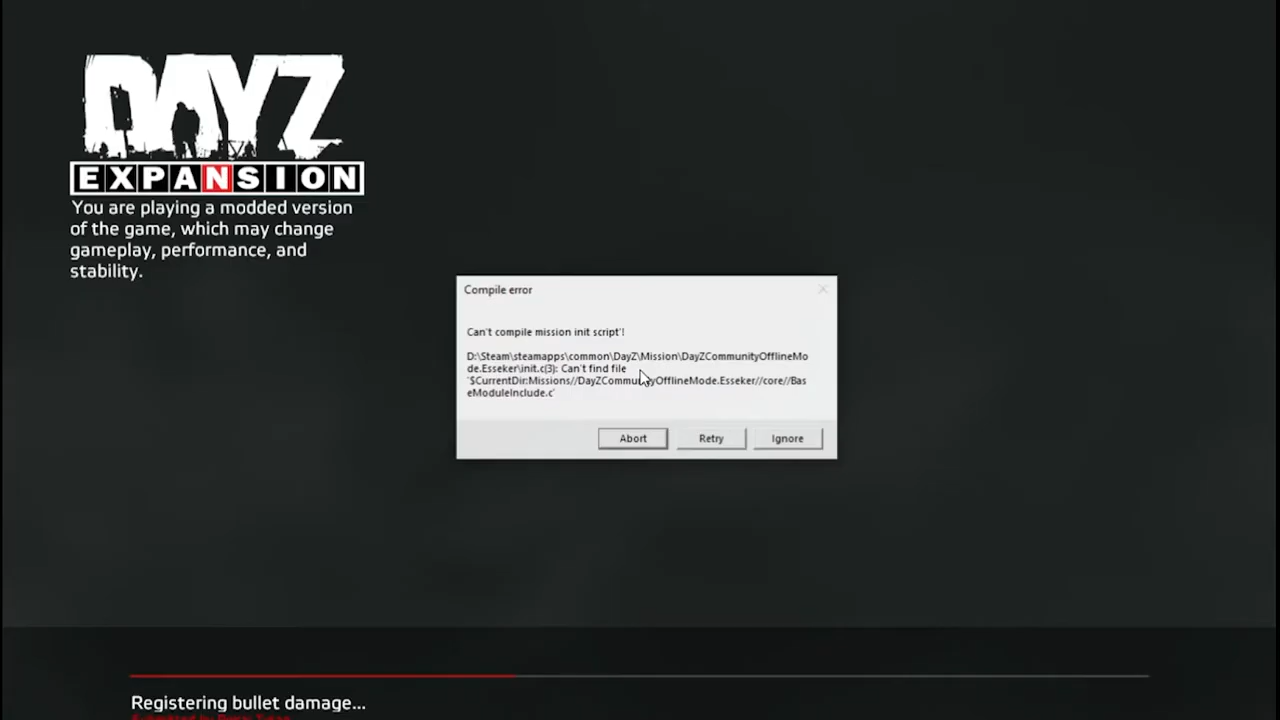 DAYZ
EXPANSION
You are playing a modded version
of the game, which may change
gameplay, performance, and
stability.
Compile error
Can't compile mission init script'!
D:\Steam\steamapps\common\DayZ\Mission\DayZCommunityOfflineMo
de.Esseker\init.c(3): Can't find file
'$CurrentDir:Missions//DayZCommunityOfflineMode.Esseker//core//Bas
eModuleInclude.c'
Abort
Retry
Ignore
Registering bullet damage...